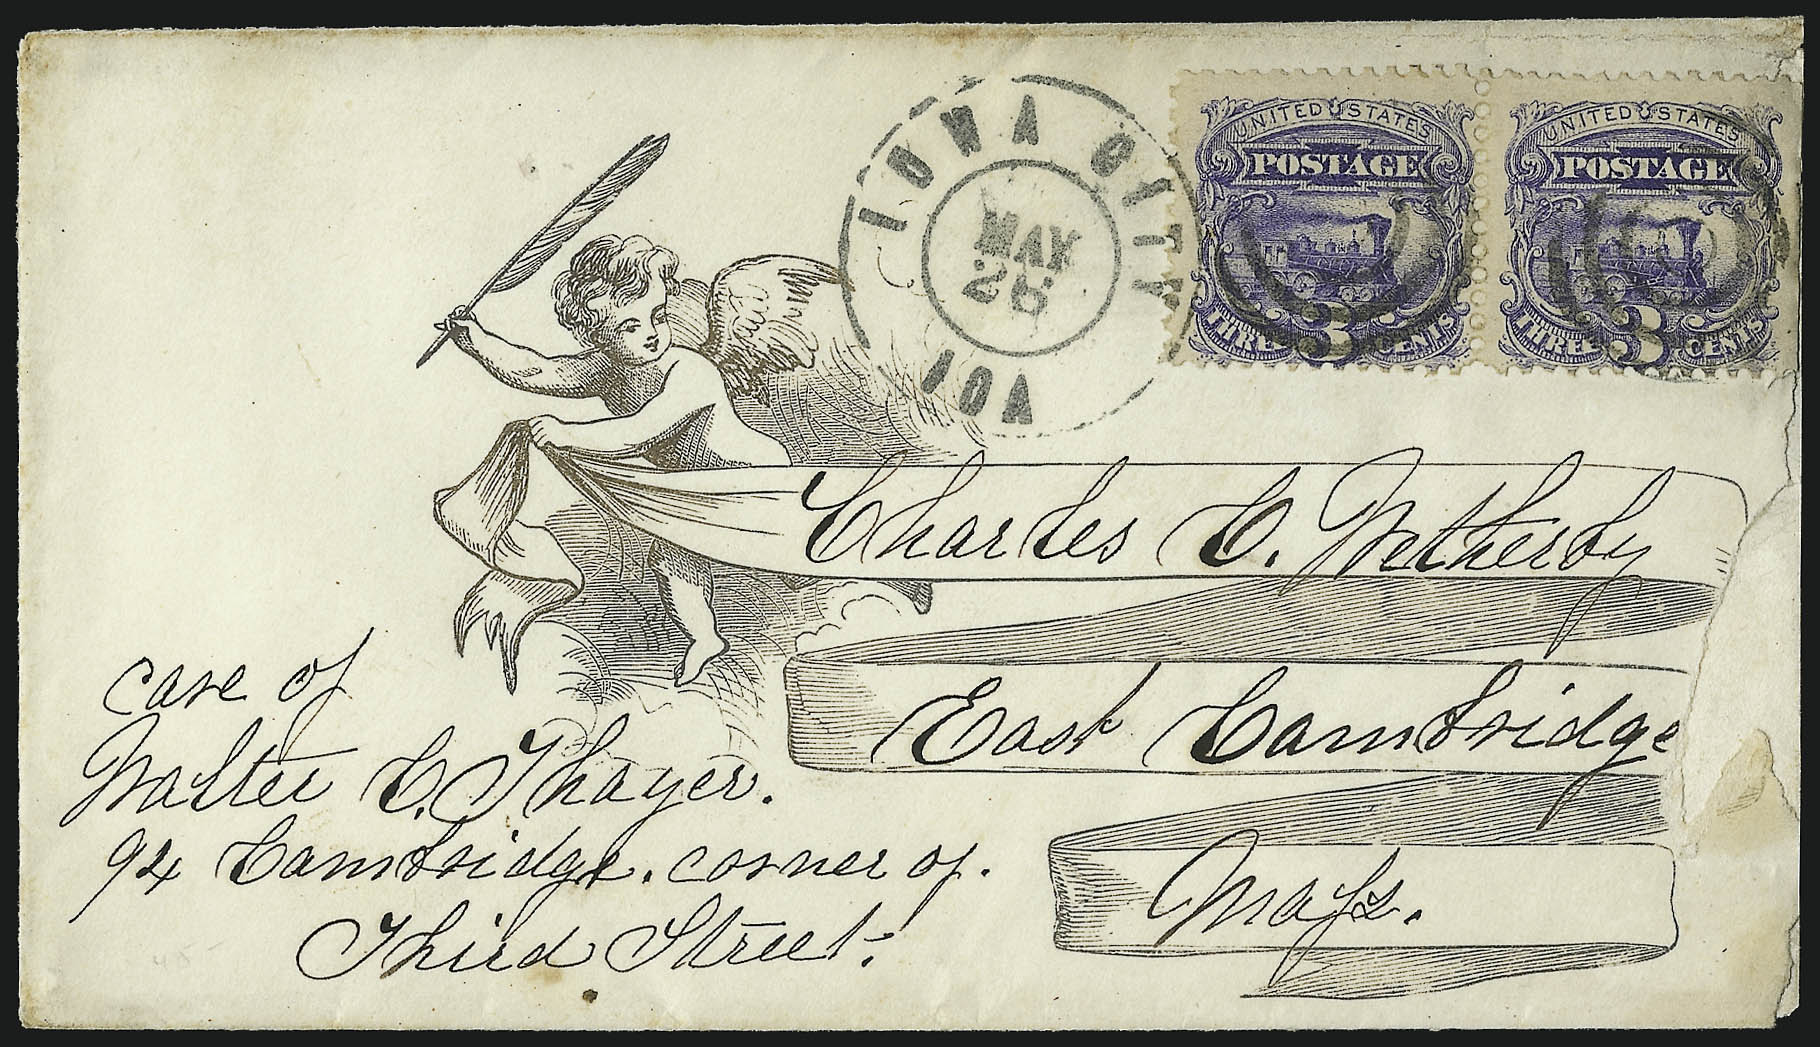 IOWA CITY
MAY
26
IOA
UNITED STATES
POSTAGE
THREE 3 CENTS
UNITED STATES
POSTAGE
THREE 3 CENTS
Charles C. Wetherby
East Cambridge
Maſs.
care of
Walter C. Thayer.
94 Cambridge. corner of.
Third Street.